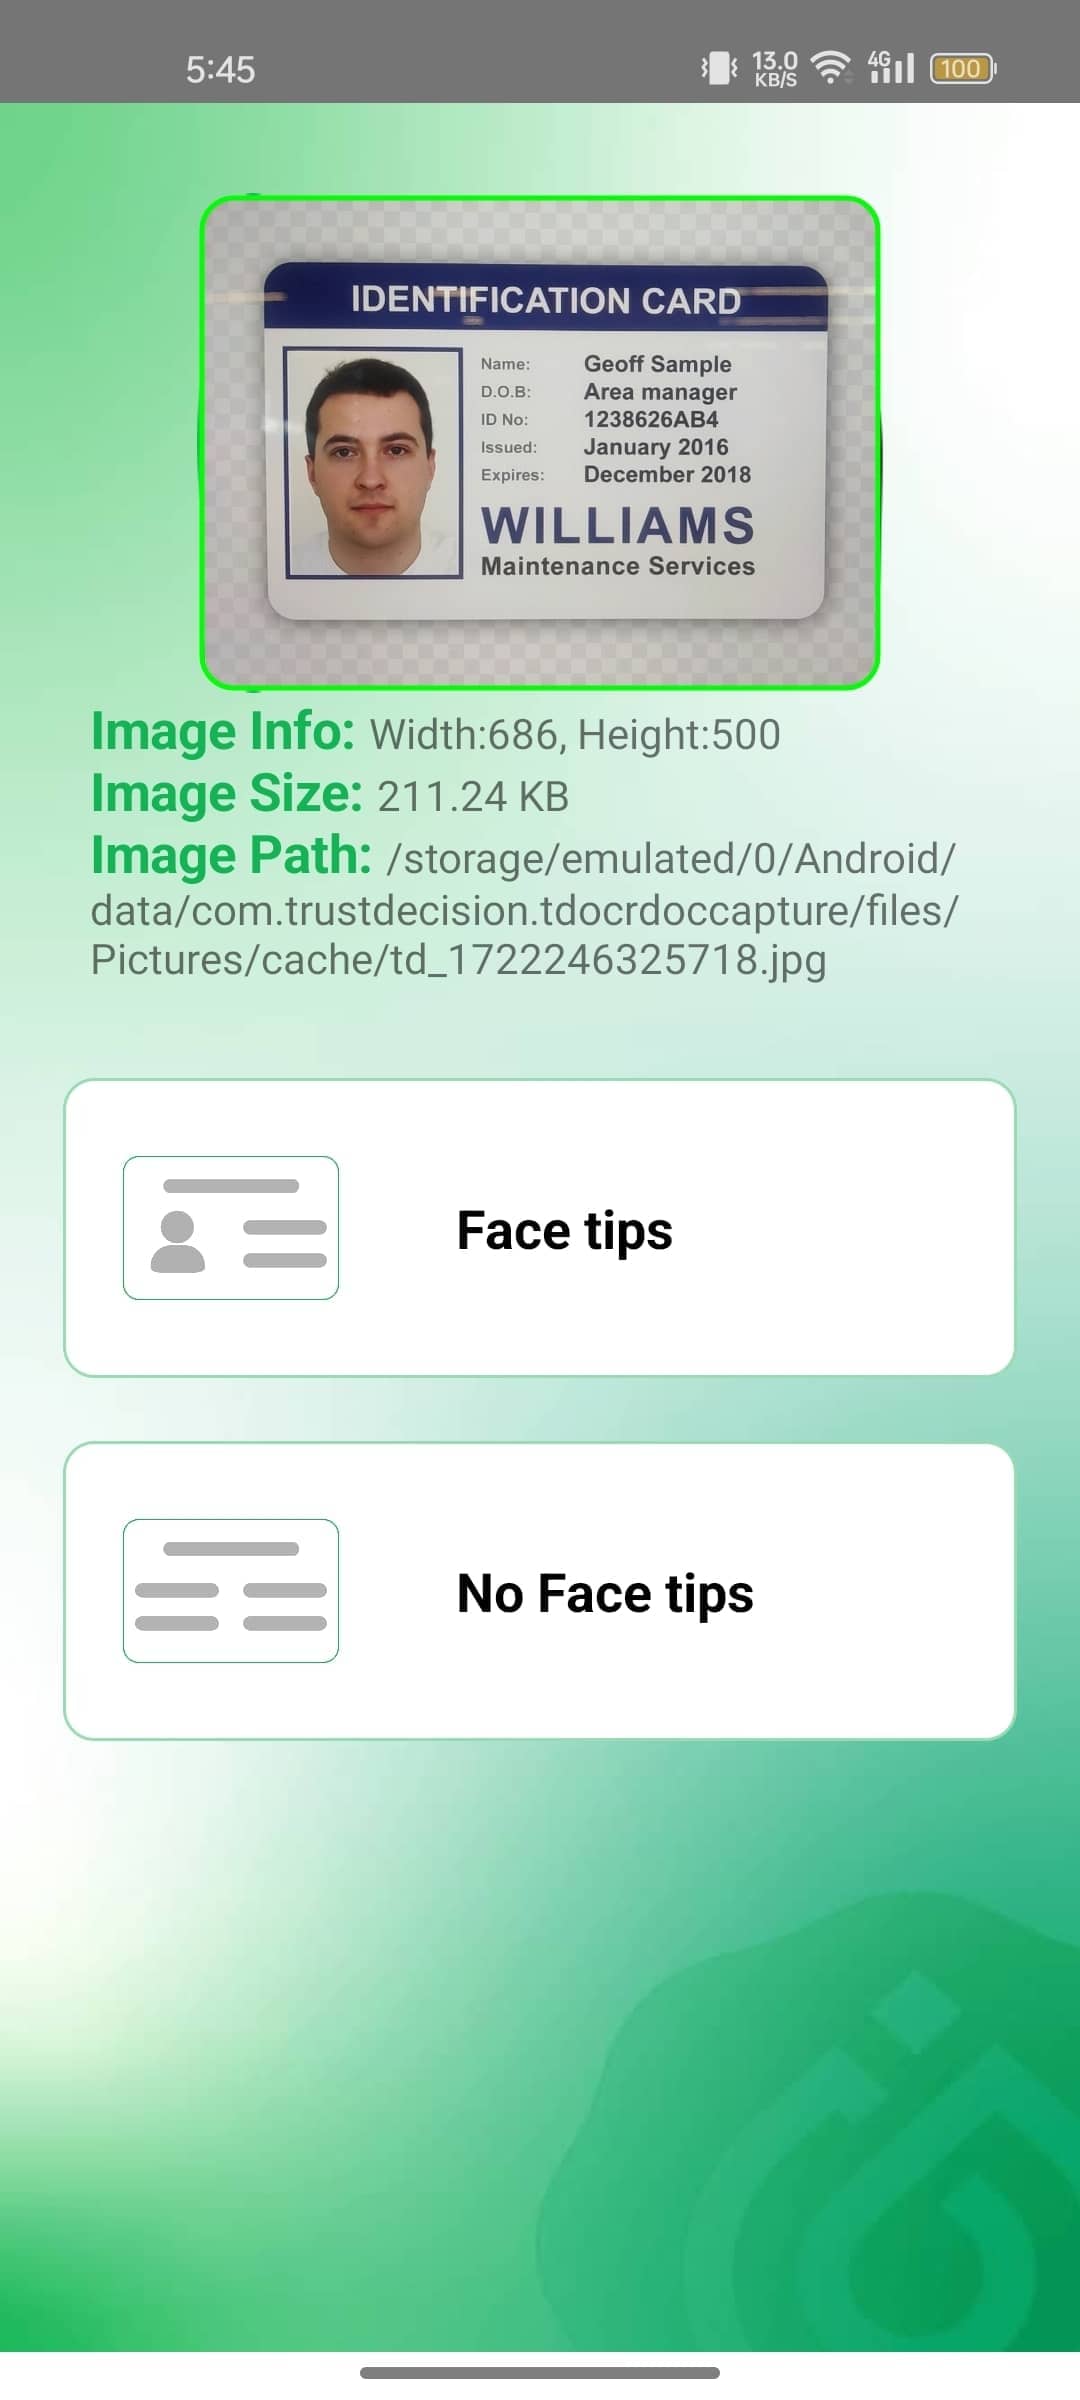 5:45 13.0 KB/S 4G 100
IDENTIFICATION CARD
Name: Geoff Sample
D.O.B: Area manager
ID No: 1238626AB4
Issued: January 2016
Expires: December 2018
WILLIAMS
Maintenance Services
Image Info: Width:686, Height:500
Image Size: 211.24 KB
Image Path: /storage/emulated/0/Android/
data/com.trustdecision.tdocrdoccapture/files/
Pictures/cache/td_1722246325718.jpg
Face tips
No Face tips